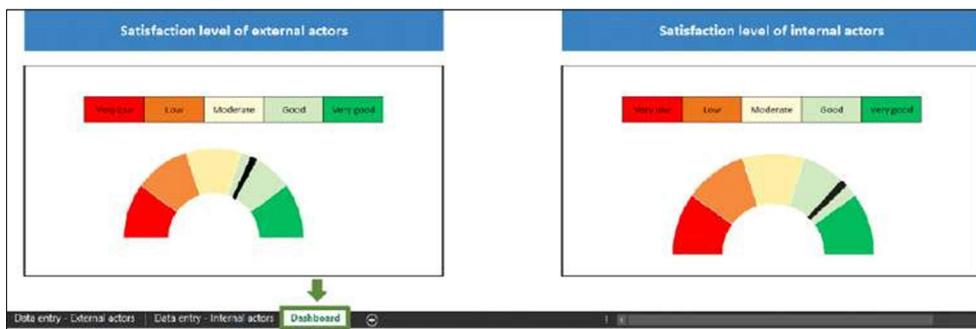 Satisfaction level of external actors
Very low Low Moderate Good Very good
Satisfaction level of internal actors
Very low Low Moderate Good Very good
Data entry - External actors Data entry - Internal actors Dashboard